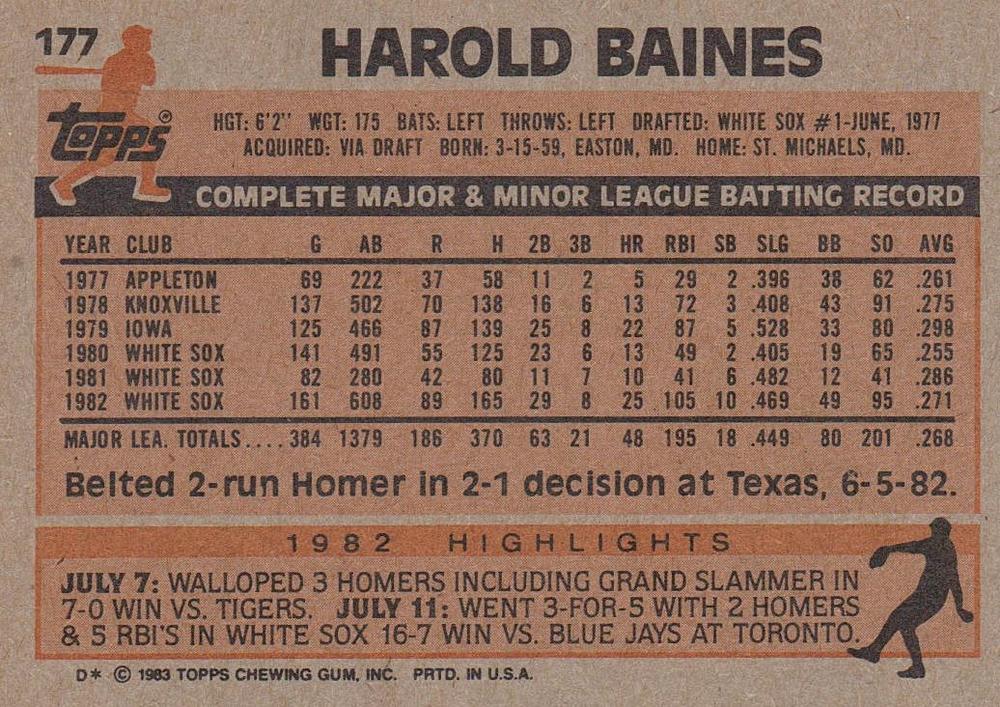 177
HAROLD BAINES
Topps®
HGT: 6'2" WGT: 175 BATS: LEFT THROWS: LEFT DRAFTED: WHITE SOX #1-JUNE, 1977
ACQUIRED: VIA DRAFT BORN: 3-15-59, EASTON, MD. HOME: ST. MICHAELS, MD.
COMPLETE MAJOR & MINOR LEAGUE BATTING RECORD
YEAR CLUB G AB R H 2B 3B HR RBI SB SLG BB SO AVG
1977 APPLETON 69 222 37 58 11 2 5 29 2 .396 38 62 .261
1978 KNOXVILLE 137 502 70 138 16 6 13 72 3 .408 43 91 .275
1979 IOWA 125 466 87 139 25 8 22 87 5 .528 33 80 .298
1980 WHITE SOX 141 491 55 125 23 6 13 49 2 .405 19 65 .255
1981 WHITE SOX 82 280 42 80 11 7 10 41 6 .482 12 41 .286
1982 WHITE SOX 161 608 89 165 29 8 25 105 10 .469 49 95 .271
MAJOR LEA. TOTALS.... 384 1379 186 370 63 21 48 195 18 .449 80 201 .268
Belted 2-run Homer in 2-1 decision at Texas, 6-5-82.
1982 HIGHLIGHTS
JULY 7: WALLOPED 3 HOMERS INCLUDING GRAND SLAMMER IN
7-0 WIN VS. TIGERS. JULY 11: WENT 3-FOR-5 WITH 2 HOMERS
& 5 RBI'S IN WHITE SOX 16-7 WIN VS. BLUE JAYS AT TORONTO.
D* © 1983 TOPPS CHEWING GUM, INC. PRTD. IN U.S.A.